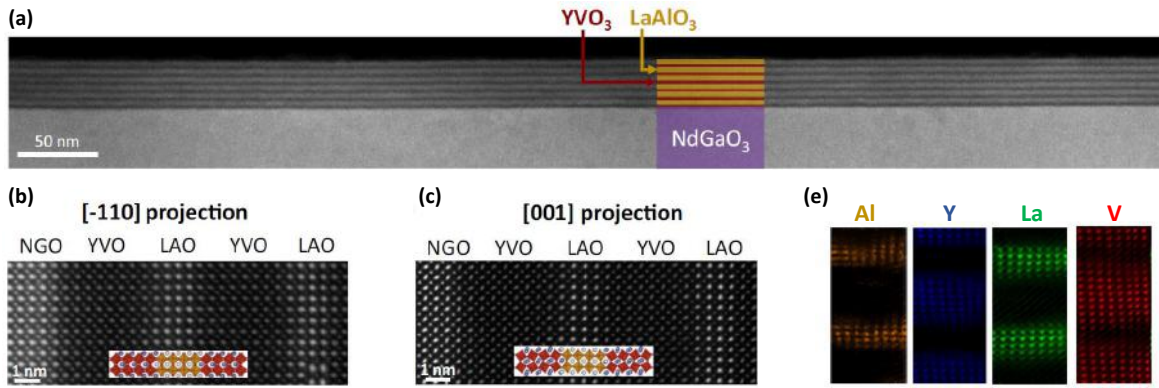 (a)
YVO₃ LaAlO₃
50 nm
NdGaO₃
(b)
[-110] projection
NGO YVO LAO YVO LAO
1 nm
(c)
[001] projection
NGO YVO LAO YVO LAO
1 nm
(e)
Al Y La V